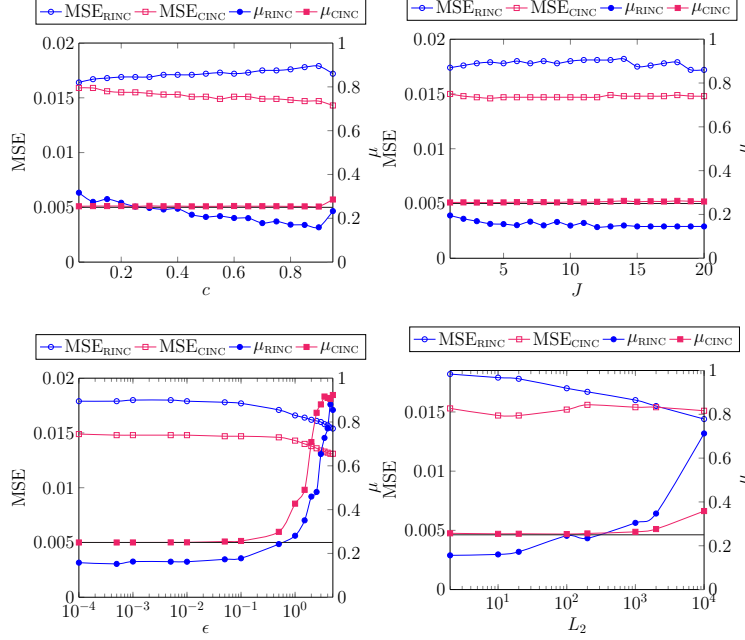 MSE_RINC MSE_CINC μ_RINC μ_CINC
0.02 1
0.015 0.8
0.01 0.6
0.005 0.4
0 0.2
0
0.2 0.4 0.6 0.8
MSE
μ
c
MSE_RINC MSE_CINC μ_RINC μ_CINC
0.02 1
0.015 0.8
0.01 0.6
0.005 0.4
0 0.2
0
5 10 15 20
MSE
μ
J
MSE_RINC MSE_CINC μ_RINC μ_CINC
0.02 1
0.015 0.8
0.01 0.6
0.005 0.4
0 0.2
0
10^−4 10^−3 10^−2 10^−1 10^0
MSE
μ
ϵ
MSE_RINC MSE_CINC μ_RINC μ_CINC
1
0.015 0.8
0.01 0.6
0.005 0.4
0 0.2
0
10^1 10^2 10^3 10^4
MSE
μ
L_2